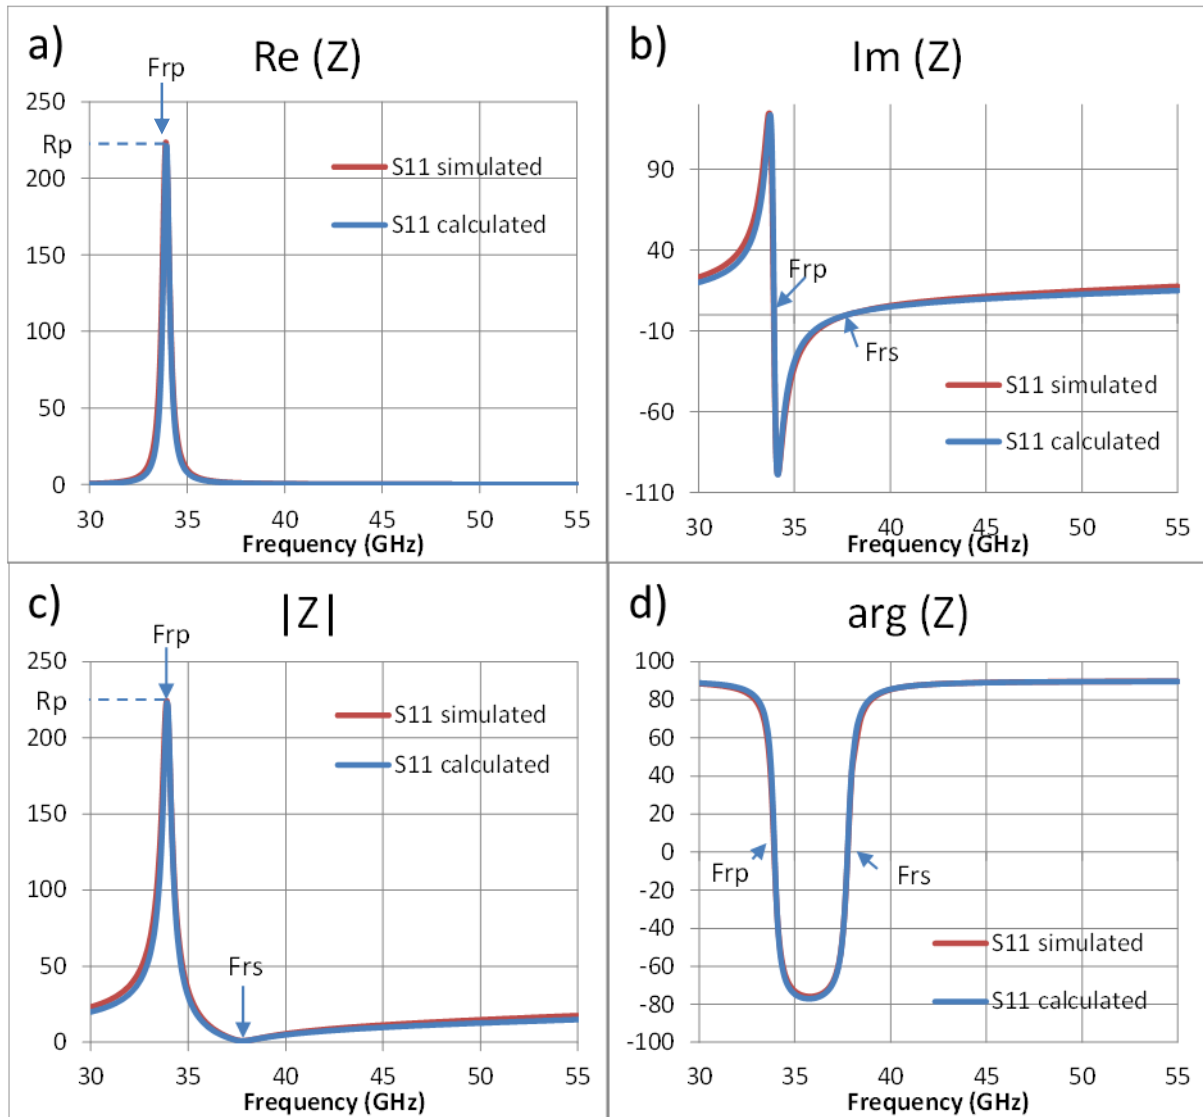 a)
Re (Z)
Frp
250
Rp
200
150
100
50
0
S11 simulated
S11 calculated
30 35 40 45 50 55
Frequency (GHz)
b)
Im (Z)
90
40
-10
-60
-110
Frp
Frs
S11 simulated
S11 calculated
30 35 40 45 50 55
Frequency (GHz)
c)
|Z|
Frp
250
Rp
200
150
100
50
0
Frs
S11 simulated
S11 calculated
30 35 40 45 50 55
Frequency (GHz)
d)
arg (Z)
100
80
60
40
20
0
-20
-40
-60
-80
-100
Frp
Frs
S11 simulated
S11 calculated
30 35 40 45 50 55
Frequency (GHz)